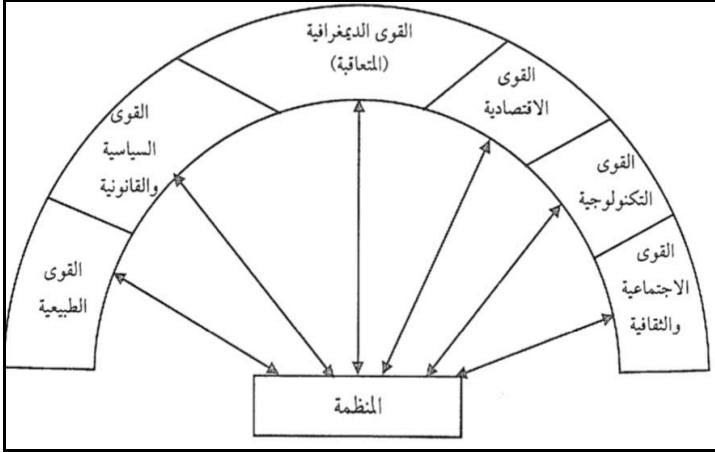 القوى الديمغرافية
(المتعاقبة)
القوى
الاقتصادية
القوى
التكنولوجية
القوى
الاجتماعية
والثقافية
القوى
السياسية
والقانونية
القوى
الطبيعية
المنظمة